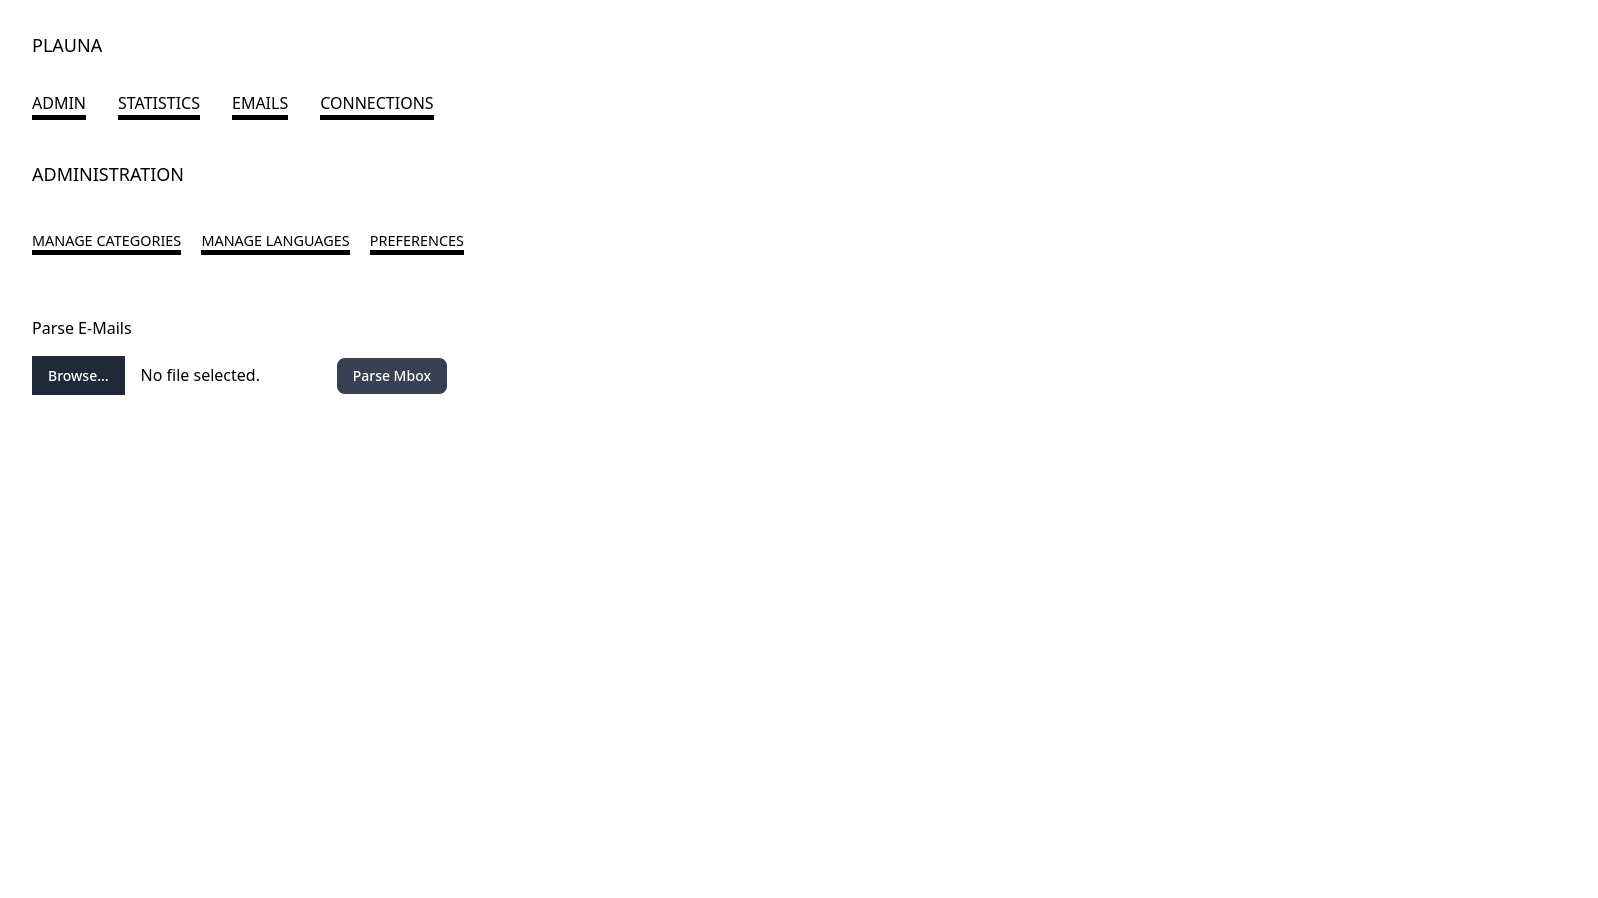 PLAUNA
ADMIN STATISTICS EMAILS CONNECTIONS
ADMINISTRATION
MANAGE CATEGORIES MANAGE LANGUAGES PREFERENCES
Parse E-Mails
Browse... No file selected. Parse Mbox